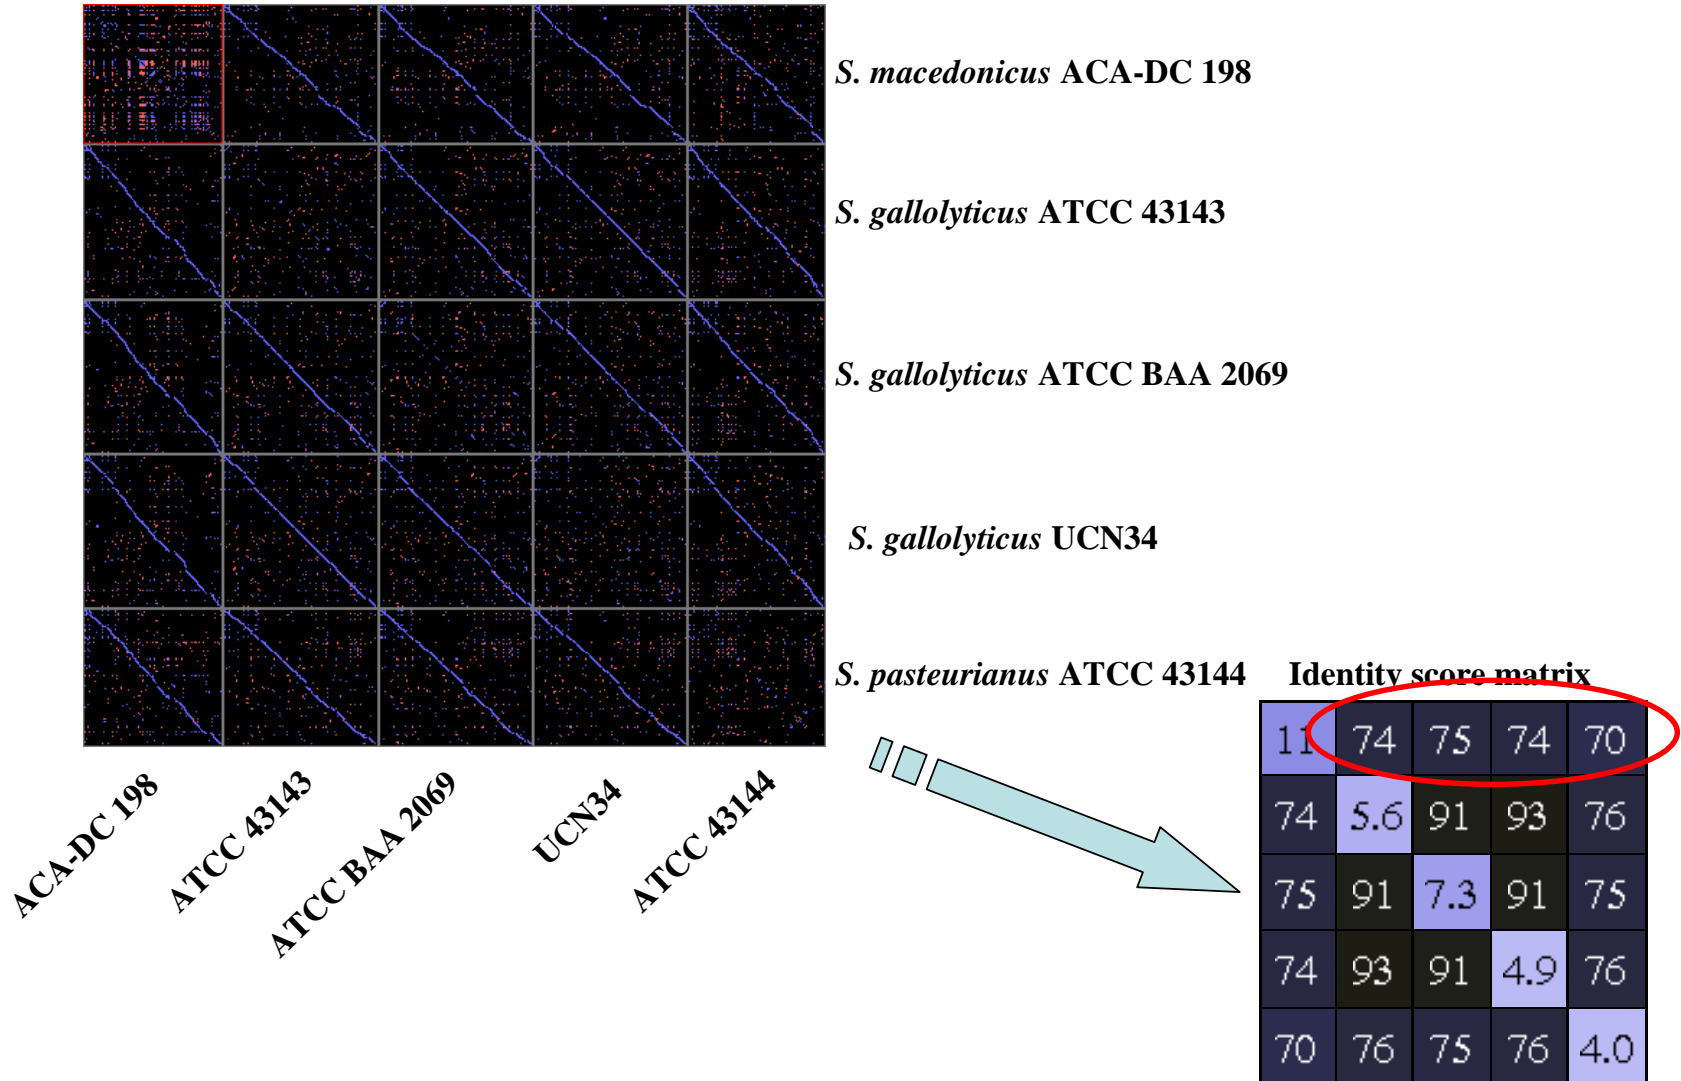 S. macedonicus ACA-DC 198
S. gallolyticus ATCC 43143
S. gallolyticus ATCC BAA 2069
S. gallolyticus UCN34
S. pasteurianus ATCC 43144
ACA-DC 198
ATCC 43143
ATCC BAA 2069
UCN34
ATCC 43144
Identity score matrix
11 74 75 74 70
74 5.6 91 93 76
75 91 7.3 91 75
74 93 91 4.9 76
70 76 75 76 4.0